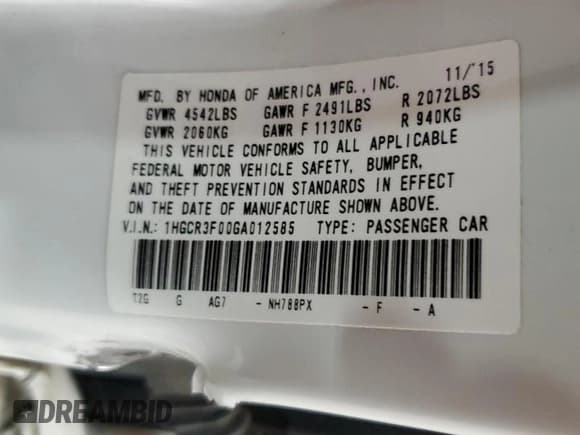 MFD. BY HONDA OF AMERICA MFG., INC. 11/'15
GVWR 4542LBS GAWR F 2491LBS R 2072LBS
GVWR 2060KG GAWR F 1130KG R 940KG
THIS VEHICLE CONFORMS TO ALL APPLICABLE
FEDERAL MOTOR VEHICLE SAFETY, BUMPER,
AND THEFT PREVENTION STANDARDS IN EFFECT
ON THE DATE OF MANUFACTURE SHOWN ABOVE.
V.I.N.: 1HGCR3F00GA012585 TYPE: PASSENGER CAR
T2G G AG7 - NH788PX - F - A
DREAMBID